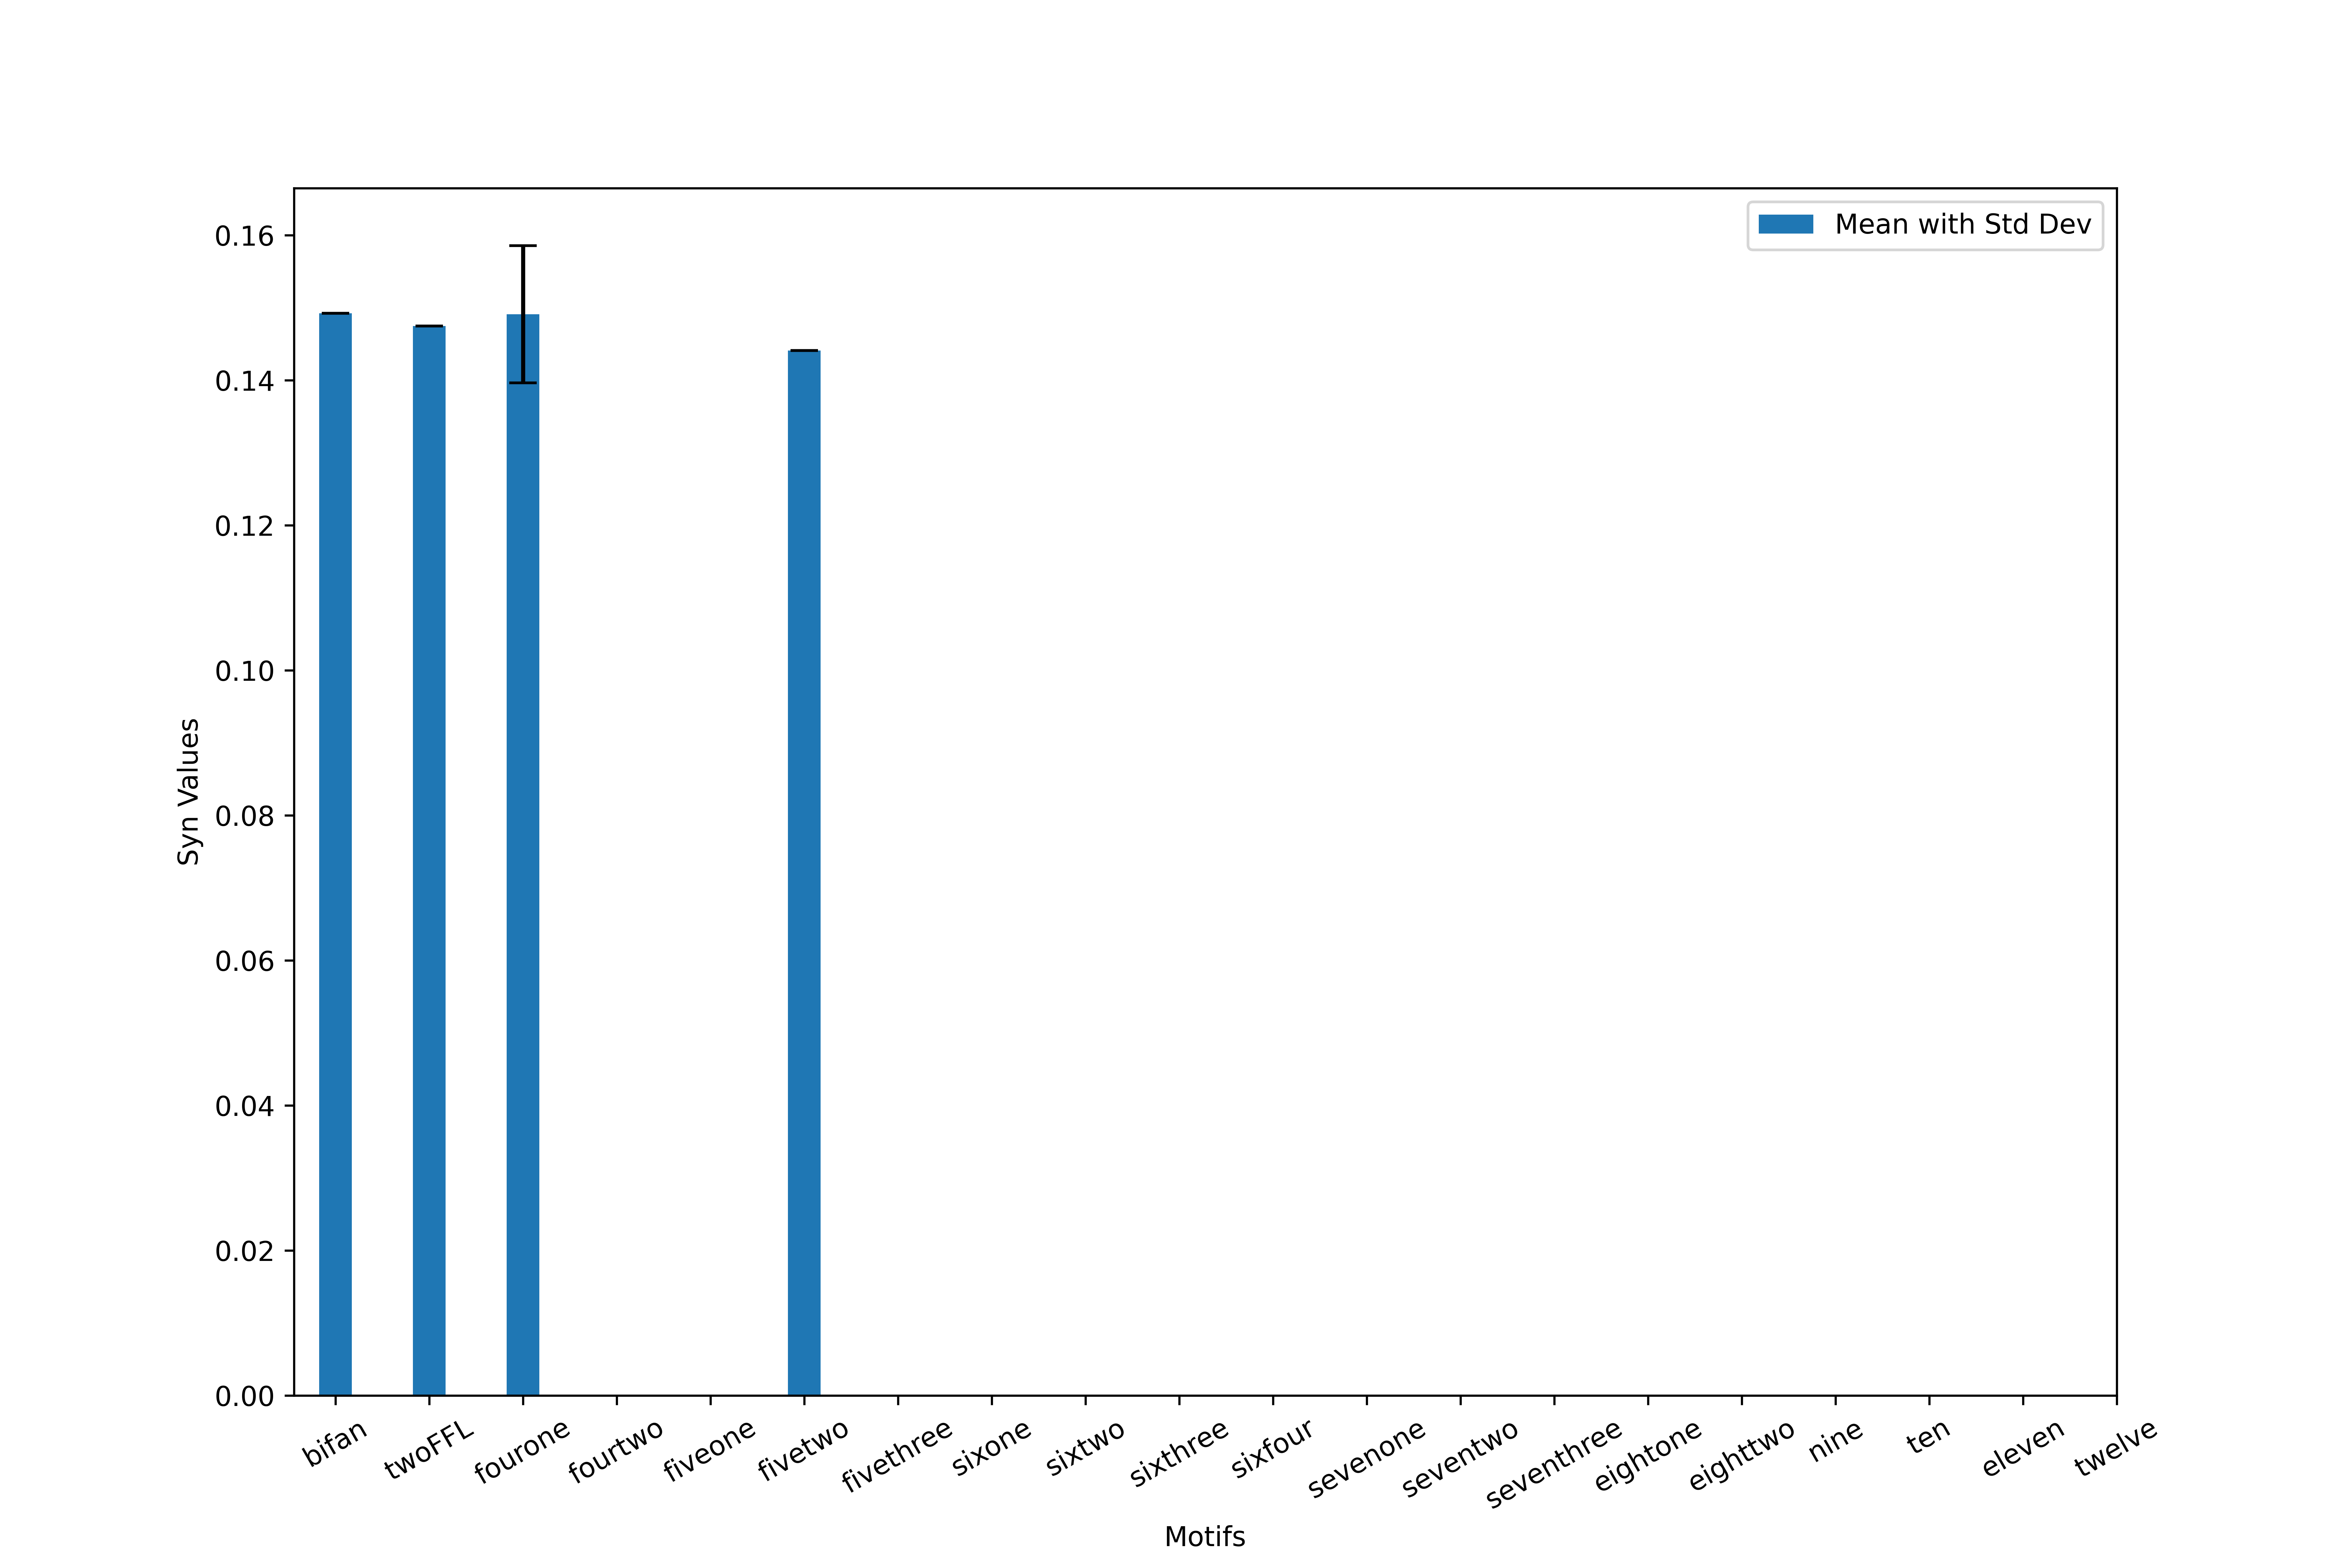 Mean with Std Dev
Syn Values
0.16
0.14
0.12
0.10
0.08
0.06
0.04
0.02
0.00
bifan
twoFFL
fourone
fourtwo
fiveone
fivetwo
fivethree
sixone
sixtwo
sixthree
sixfour
sevenone
seventwo
seventhree
eightone
eighttwo
nine
ten
eleven
twelve
Motifs